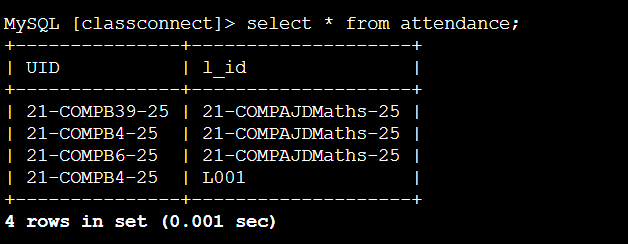 MySQL [classconnect]> select * from attendance;
+---------------+--------------------+
| UID           | l_id               |
+---------------+--------------------+
| 21-COMPB39-25 | 21-COMPAJDMaths-25 |
| 21-COMPB4-25  | 21-COMPAJDMaths-25 |
| 21-COMPB6-25  | 21-COMPAJDMaths-25 |
| 21-COMPB4-25  | L001               |
+---------------+--------------------+
4 rows in set (0.001 sec)